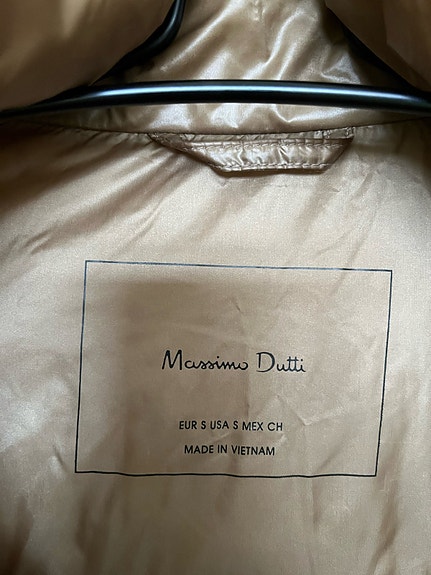 Massimo Dutti
EUR S USA S MEX CH
MADE IN VIETNAM